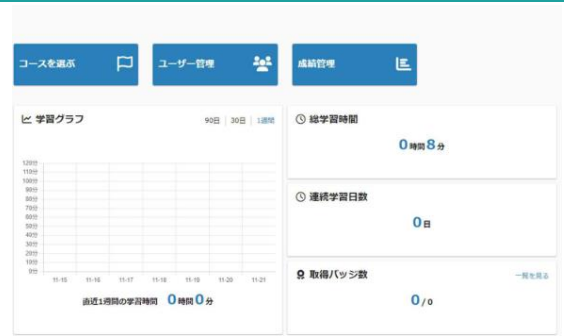 コースを選ぶ
ユーザー管理
成績管理
学習グラフ
90日 | 30日 | 1週間
120分
110分
100分
90分
80分
70分
60分
50分
40分
30分
20分
10分
0分
11-15 11-16 11-17 11-18 11-19 11-20 11-21
直近1週間の学習時間 0時間0分
総学習時間
0時間8分
連続学習日数
0日
取得バッジ数
一覧を見る
0/0